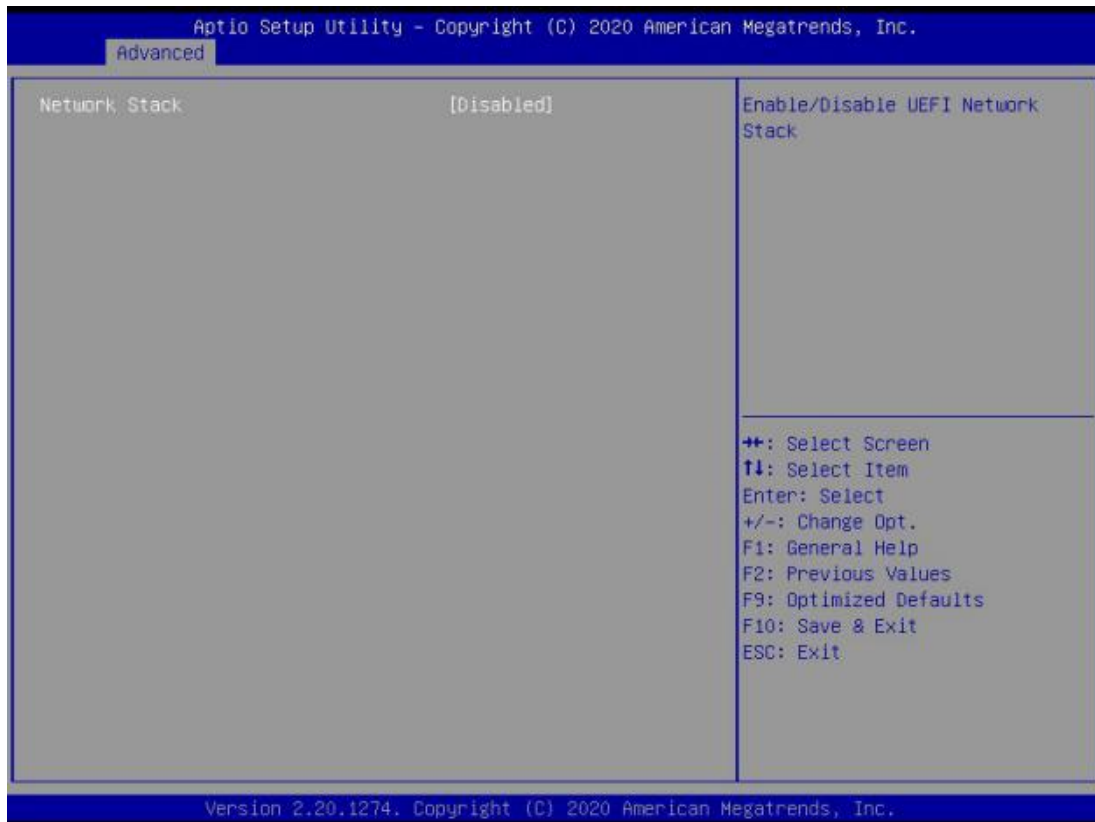 Aptio Setup Utility – Copyright (C) 2020 American Megatrends, Inc.
Advanced
Network Stack [Disabled]
Enable/Disable UEFI Network
Stack
→←: Select Screen
↑↓: Select Item
Enter: Select
+/-: Change Opt.
F1: General Help
F2: Previous Values
F9: Optimized Defaults
F10: Save & Exit
ESC: Exit
Version 2.20.1274. Copyright (C) 2020 American Megatrends, Inc.